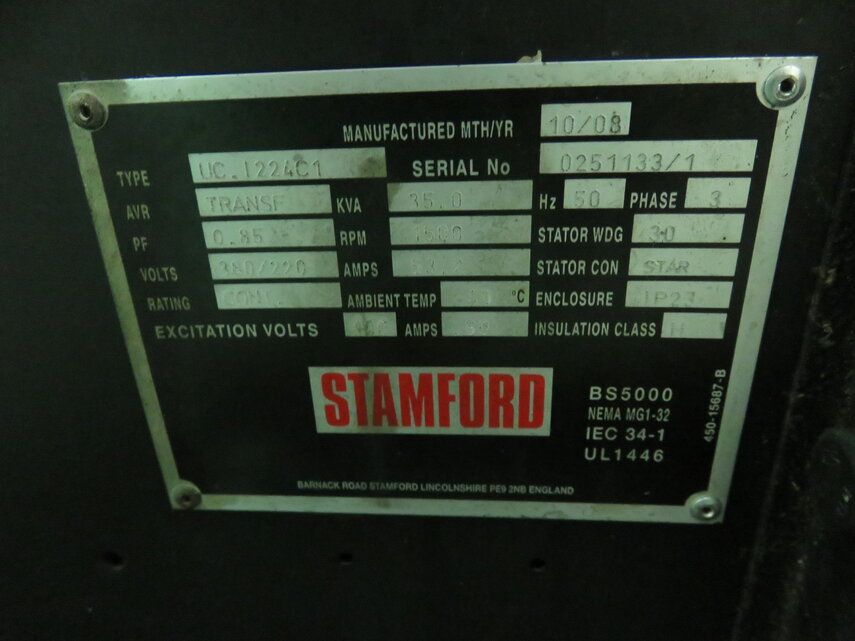 MANUFACTURED MTH/YR 10/08
TYPE UC.I224C1 SERIAL No 0251133/1
AVR TRANSF KVA 35.0 Hz 50 PHASE 3
PF 0.85 RPM 1500 STATOR WDG 30
VOLTS 380/220 AMPS STATOR CON STAR
RATING AMBIENT TEMP °C ENCLOSURE IP23
EXCITATION VOLTS AMPS INSULATION CLASS H
STAMFORD
BS5000
NEMA MG1-32
IEC 34-1
UL1446
450-15687-B
BARNACK ROAD STAMFORD LINCOLNSHIRE PE9 2NB ENGLAND